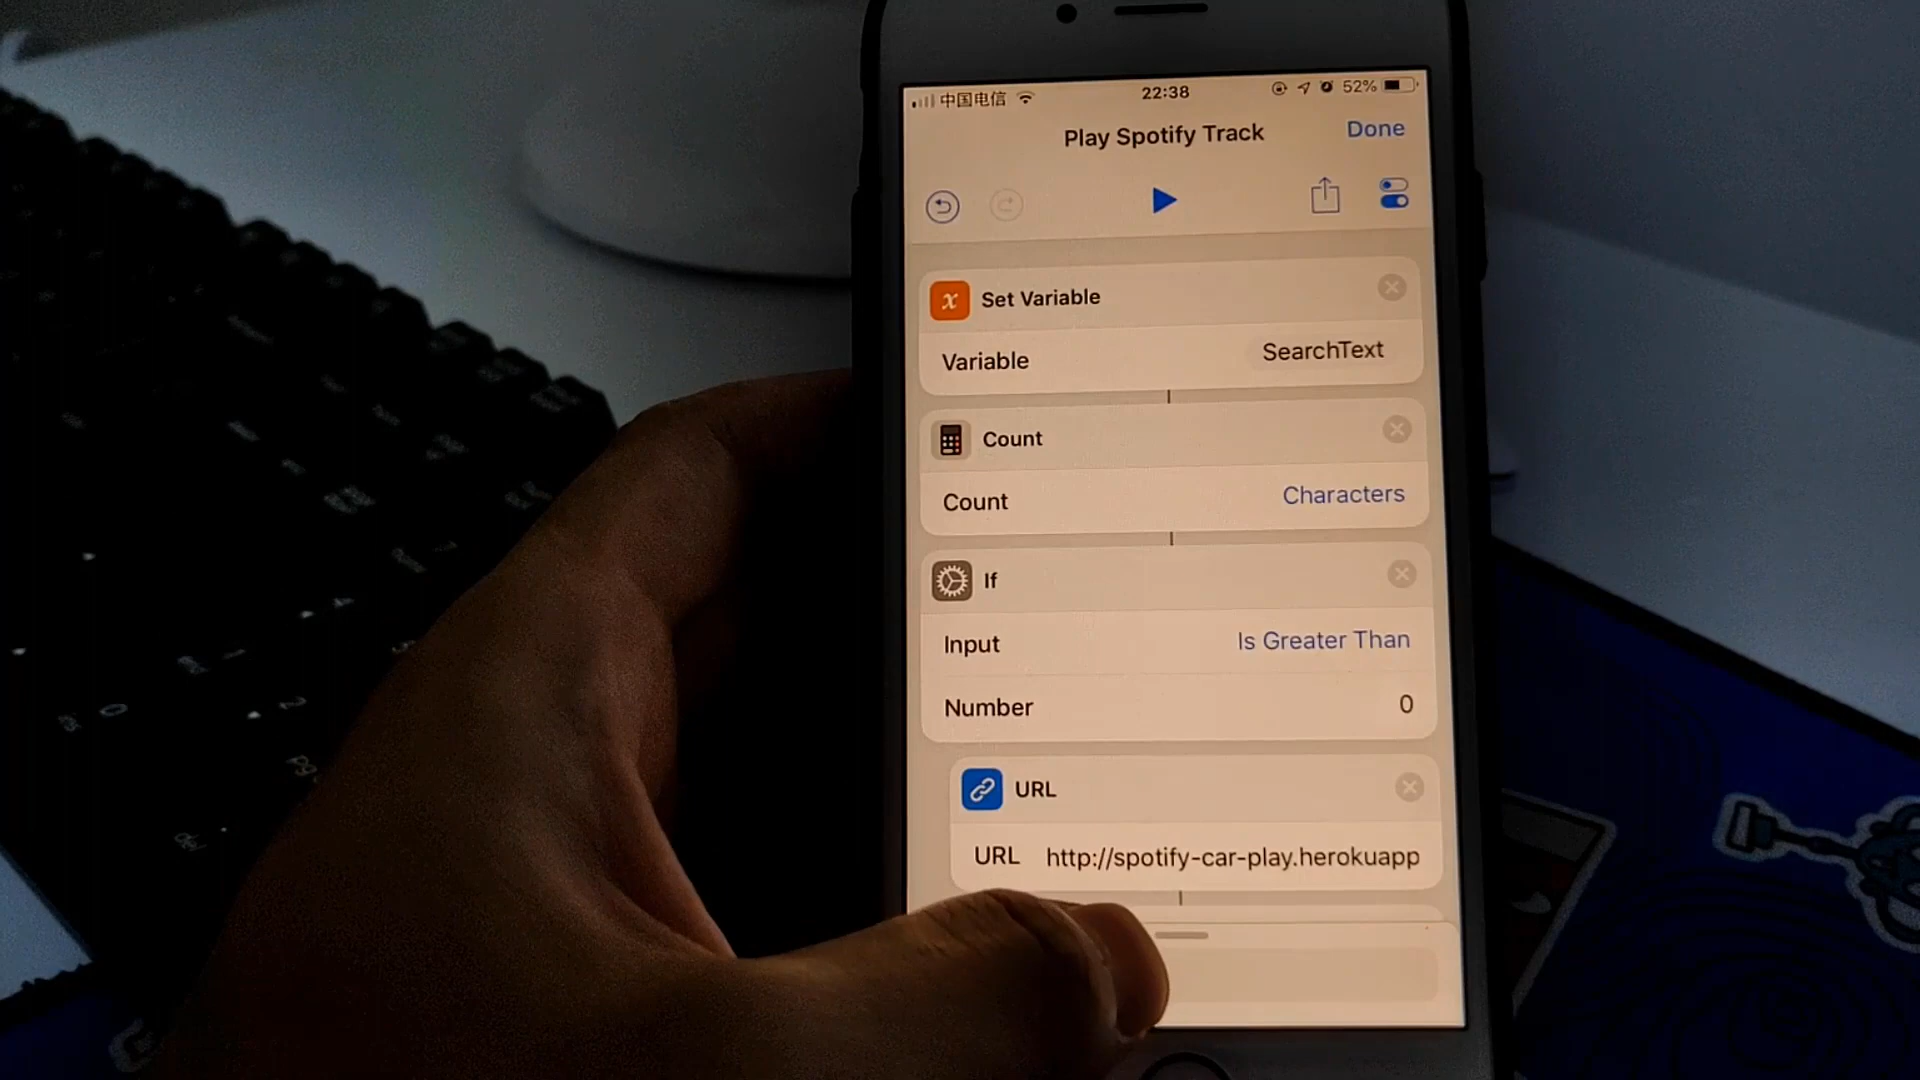 中国电信 22:38 52%
Play Spotify Track Done
Set Variable
Variable SearchText
Count
Count Characters
If
Input Is Greater Than
Number 0
URL
URL http://spotify-car-play.herokuapp